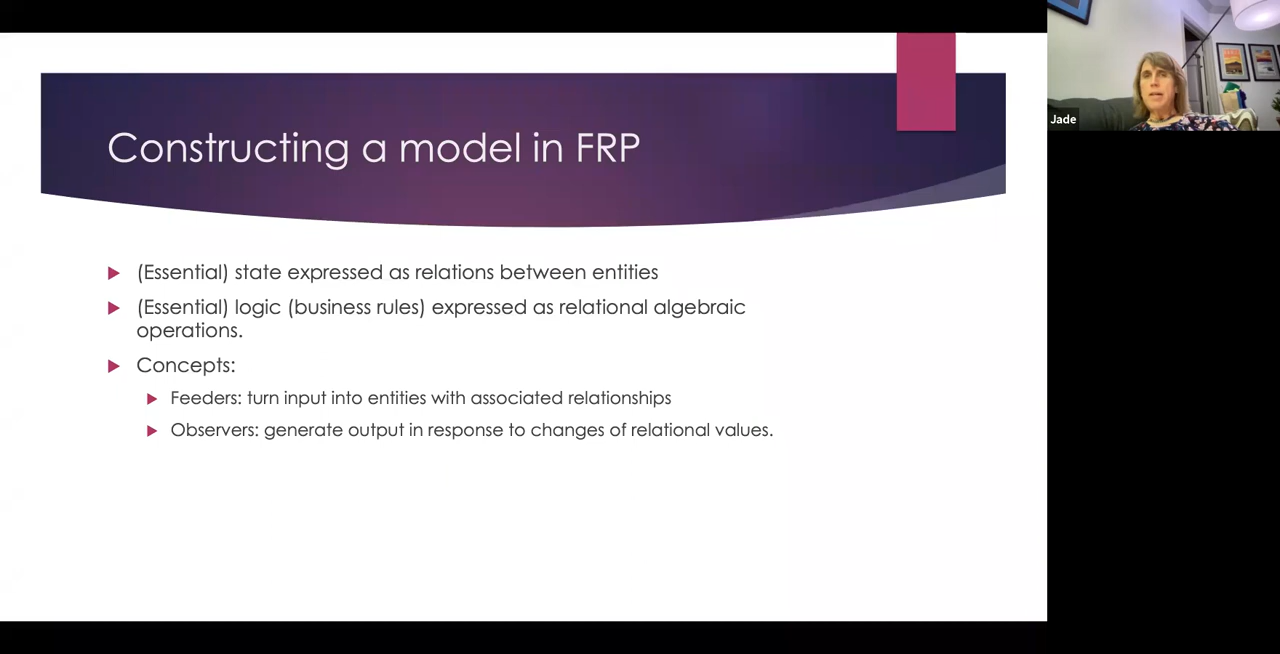 Constructing a model in FRP
(Essential) state expressed as relations between entities
(Essential) logic (business rules) expressed as relational algebraic
operations.
Concepts:
Feeders: turn input into entities with associated relationships
Observers: generate output in response to changes of relational values.
Jade